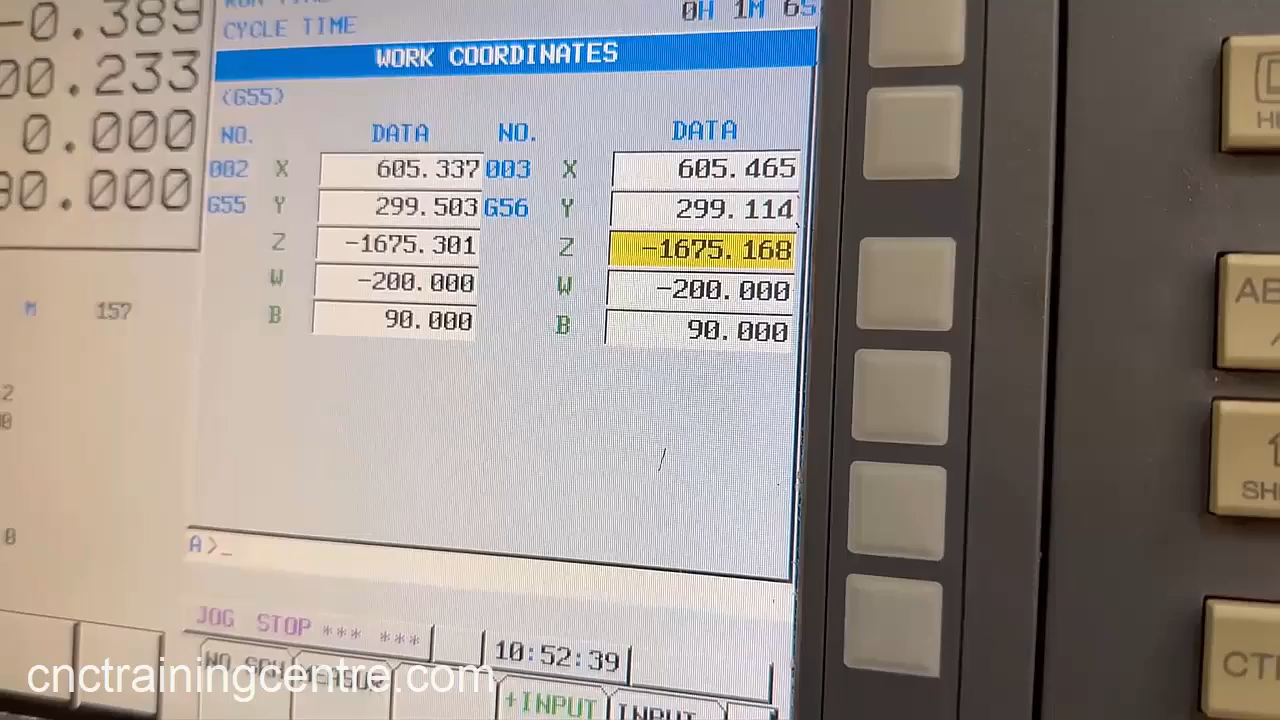 -0.389
CYCLE TIME
0H 1M
00.233
0.000
90.000
WORK COORDINATES
(G55)
NO. DATA NO. DATA
002 X 605.337 003 X 605.465
G55 Y 299.503 G56 Y 299.114
Z -1675.301 Z -1675.168
W -200.000 W -200.000
B 90.000 B 90.000
M 157
0
A>_
JOG STOP *** ***
10:52:39
+INPUT INPUT
cnctrainingcentre.com